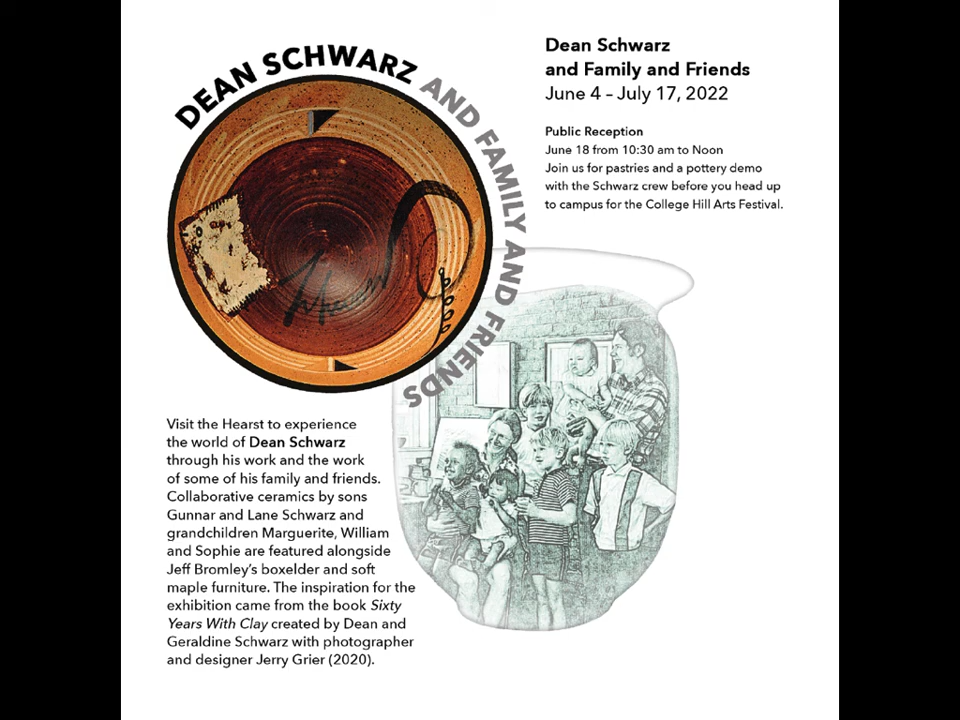 DEAN SCHWARZ AND FAMILY AND FRIENDS
Dean Schwarz
and Family and Friends
June 4 – July 17, 2022
Public Reception
June 18 from 10:30 am to Noon
Join us for pastries and a pottery demo
with the Schwarz crew before you head up
to campus for the College Hill Arts Festival.
Visit the Hearst to experience
the world of Dean Schwarz
through his work and the work
of some of his family and friends.
Collaborative ceramics by sons
Gunnar and Lane Schwarz and
grandchildren Marguerite, William
and Sophie are featured alongside
Jeff Bromley's boxelder and soft
maple furniture. The inspiration for the
exhibition came from the book Sixty
Years With Clay created by Dean and
Geraldine Schwarz with photographer
and designer Jerry Grier (2020).